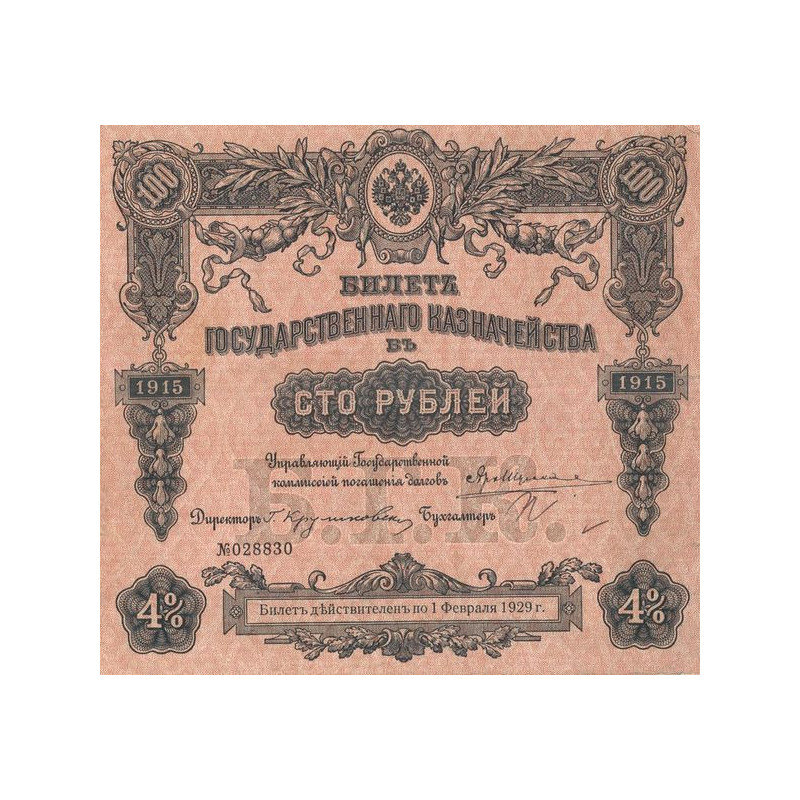 100 100
БИЛЕТЪ
ГОСУДАРСТВЕННАГО КАЗНАЧЕЙСТВА
ВЪ
1915 1915
СТО РУБЛЕЙ
Управляющій Государственной
коммиссіей погашенія долговъ
Директоръ Бухгалтеръ
№028830
4% 4%
Билетъ дѣйствителенъ по 1 Февраля 1929 г.